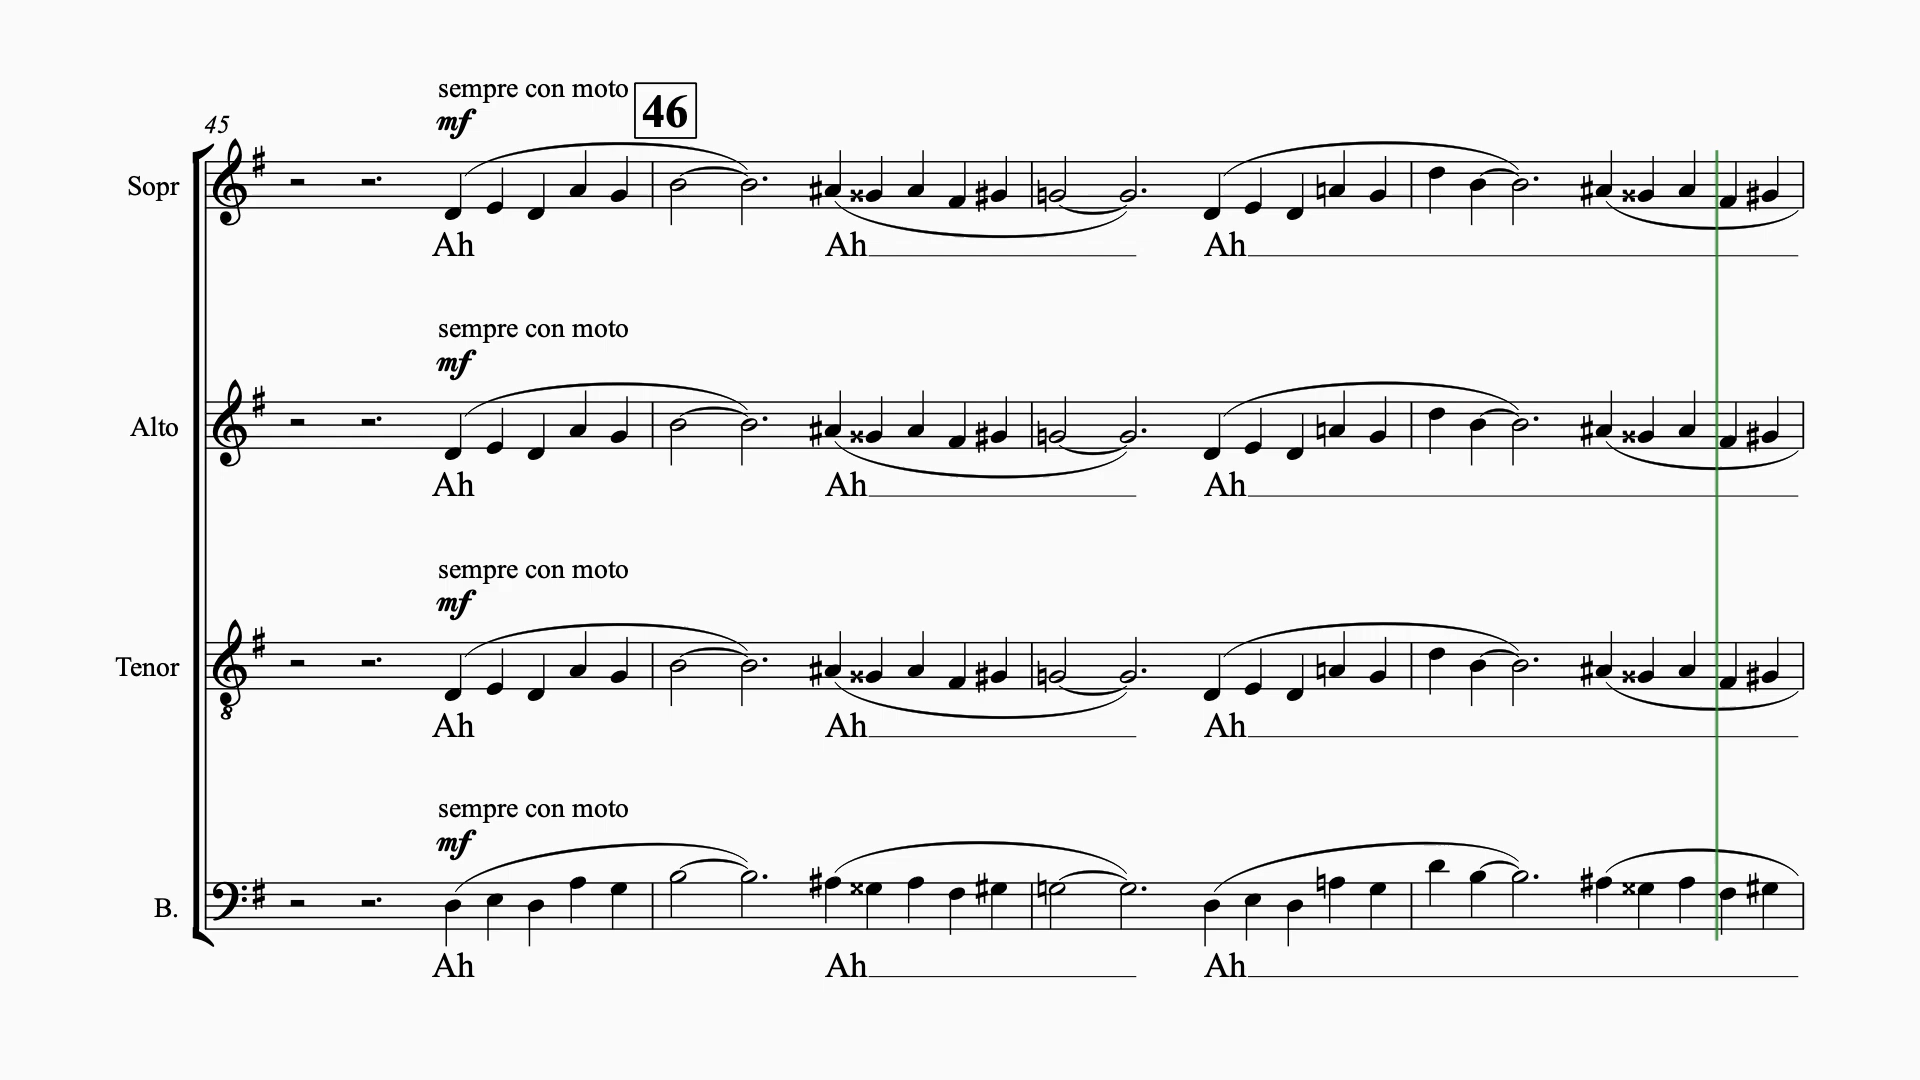 sempre con moto
46
45
mf
Sopr
Ah Ah Ah
sempre con moto
mf
Alto
Ah Ah Ah
sempre con moto
mf
Tenor
8
Ah Ah Ah
sempre con moto
mf
B.
Ah Ah Ah